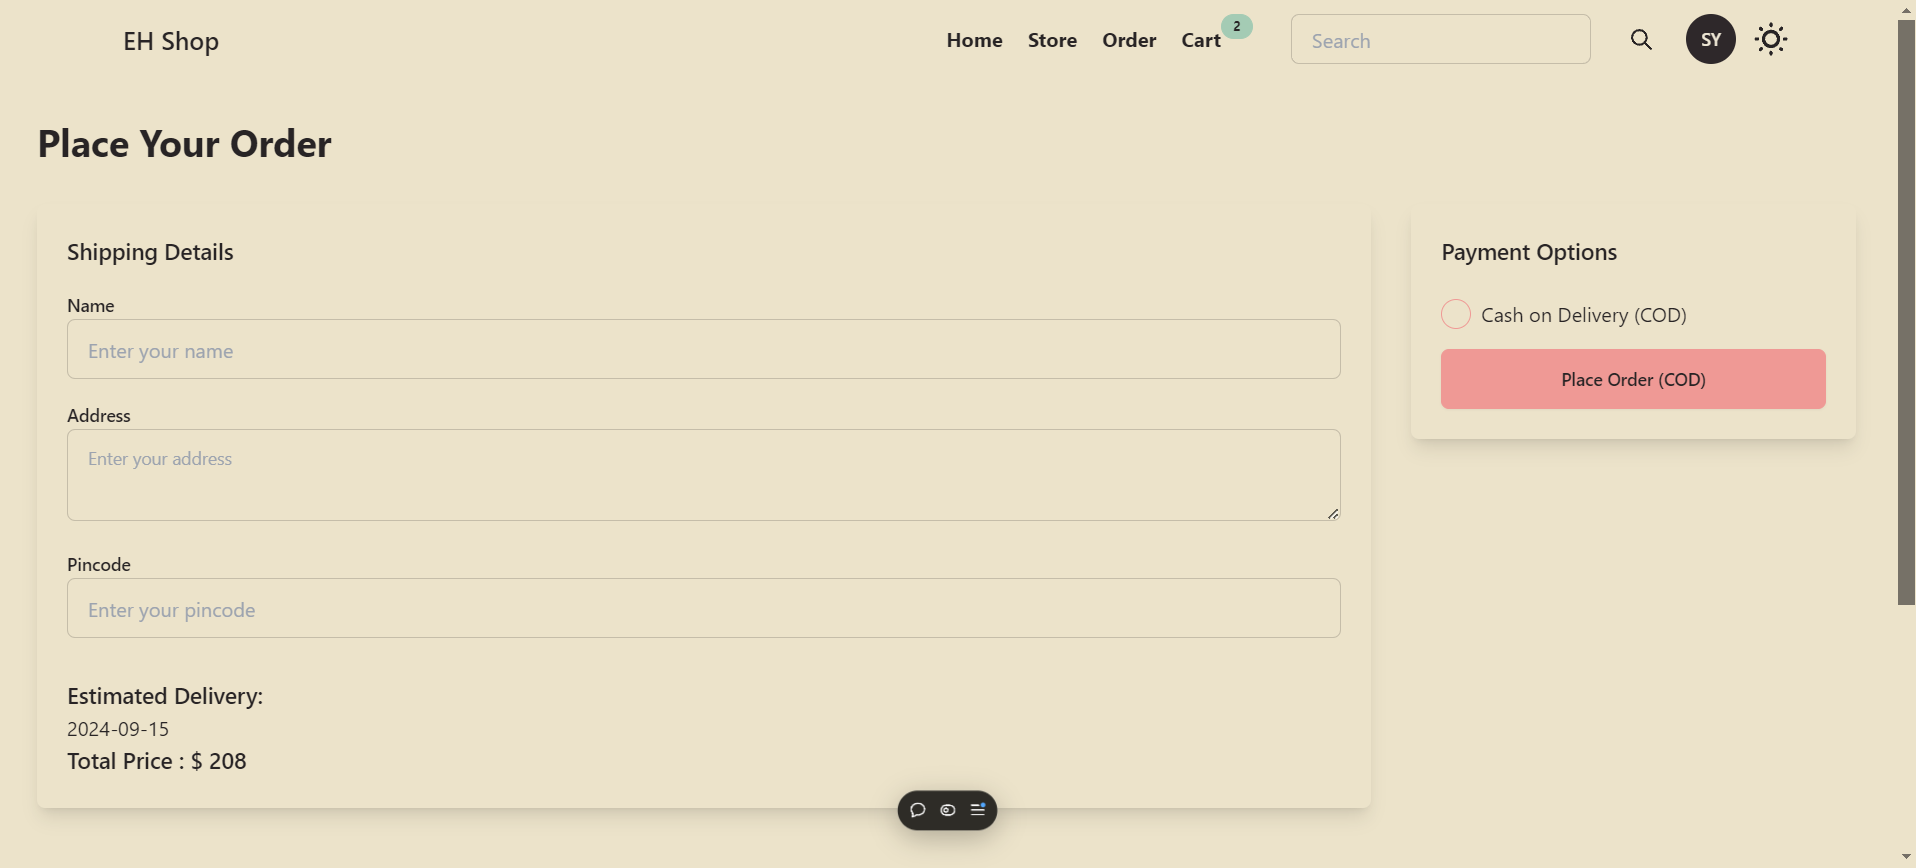 EH Shop
Home Store Order Cart 2
Search
SY
Place Your Order
Shipping Details
Name
Enter your name
Address
Enter your address
Pincode
Enter your pincode
Estimated Delivery:
2024-09-15
Total Price : $ 208
Payment Options
Cash on Delivery (COD)
Place Order (COD)